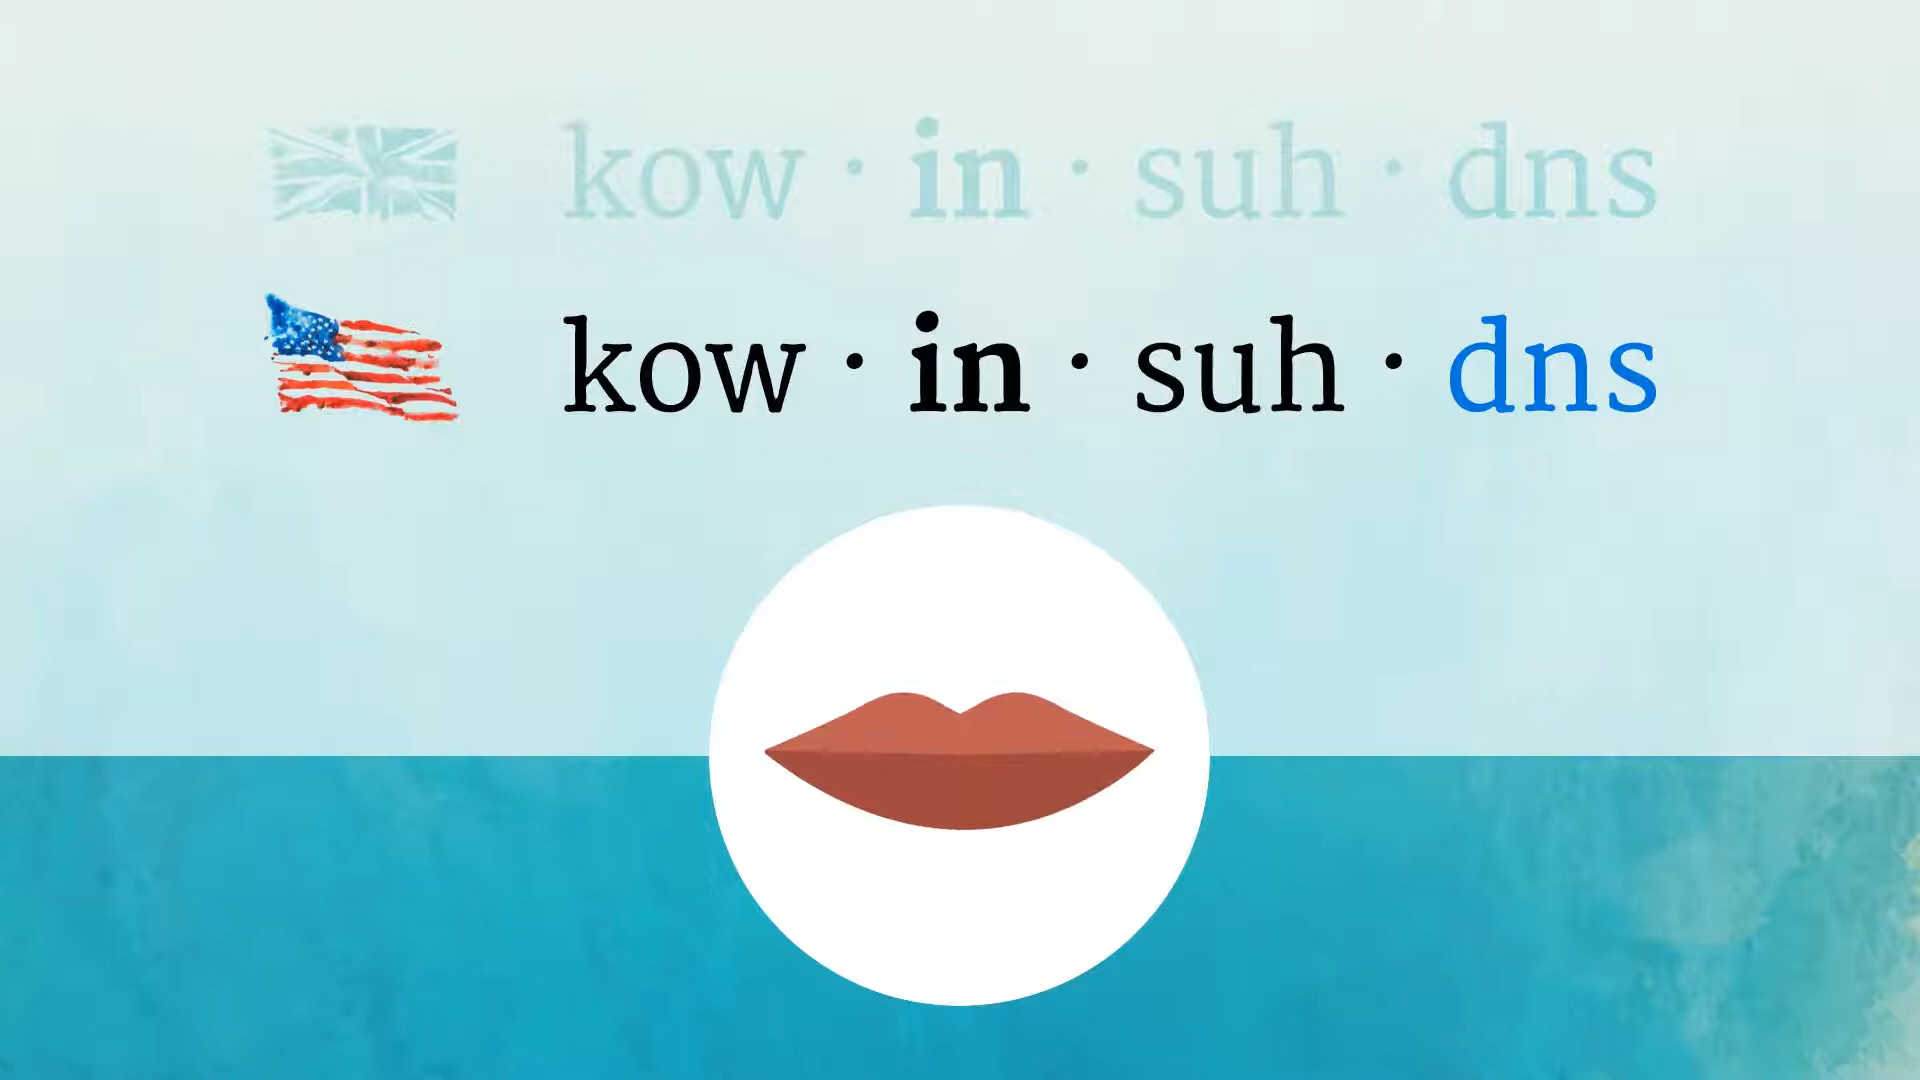 kow · in · suh · dns
kow · in · suh · dns